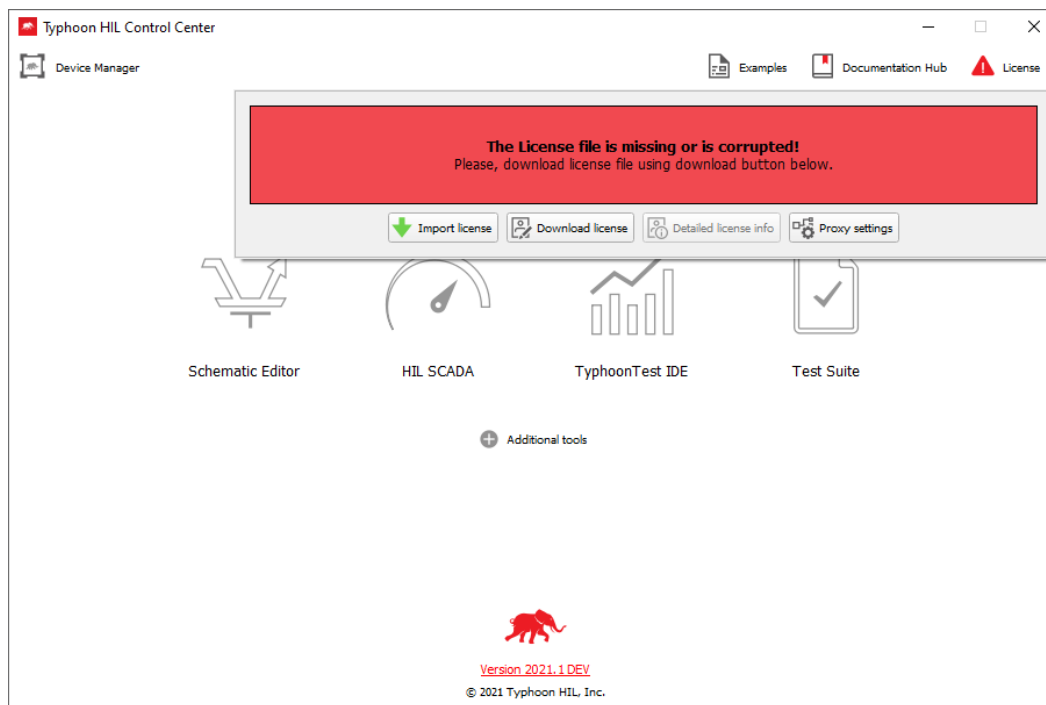 Typhoon HIL Control Center
Device Manager
Examples
Documentation Hub
License
The License file is missing or is corrupted!
Please, download license file using download button below.
Import license
Download license
Detailed license info
Proxy settings
Schematic Editor
HIL SCADA
TyphoonTest IDE
Test Suite
Additional tools
Version 2021.1 DEV
© 2021 Typhoon HIL, Inc.